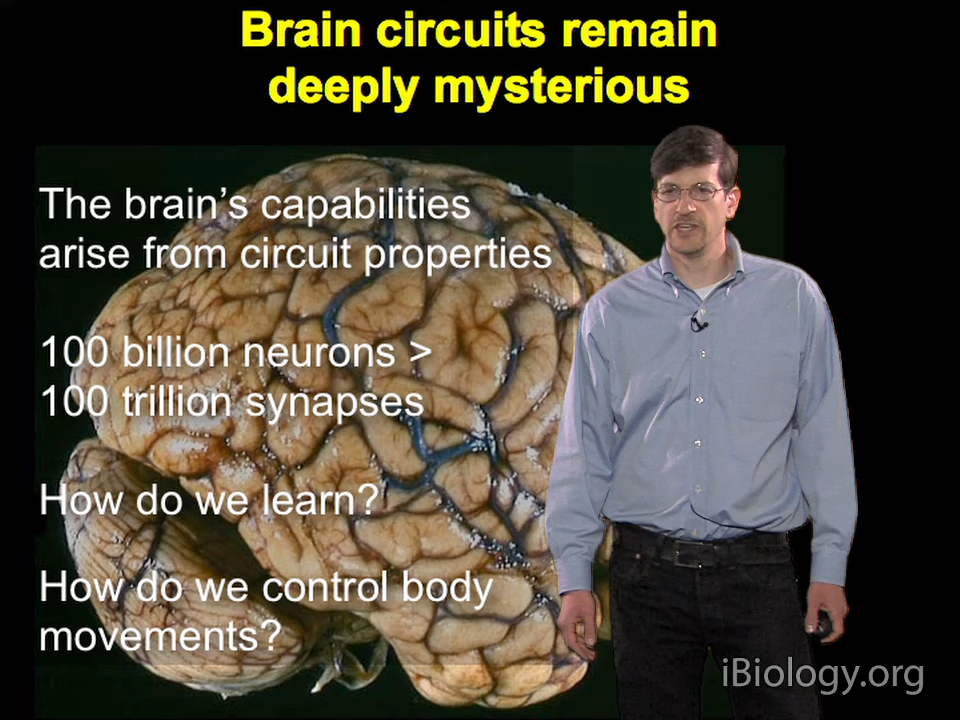 Brain circuits remain
deeply mysterious
The brain's capabilities
arise from circuit properties
100 billion neurons >
100 trillion synapses
How do we learn?
How do we control body
movements?
iBiology.org